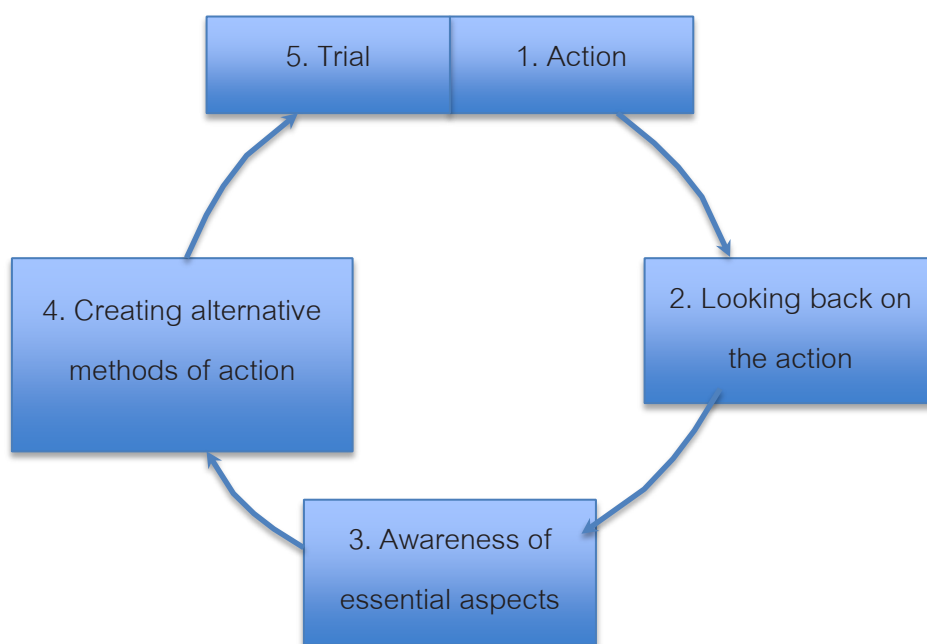 5. Trial
1. Action
2. Looking back on
the action
3. Awareness of
essential aspects
4. Creating alternative
methods of action